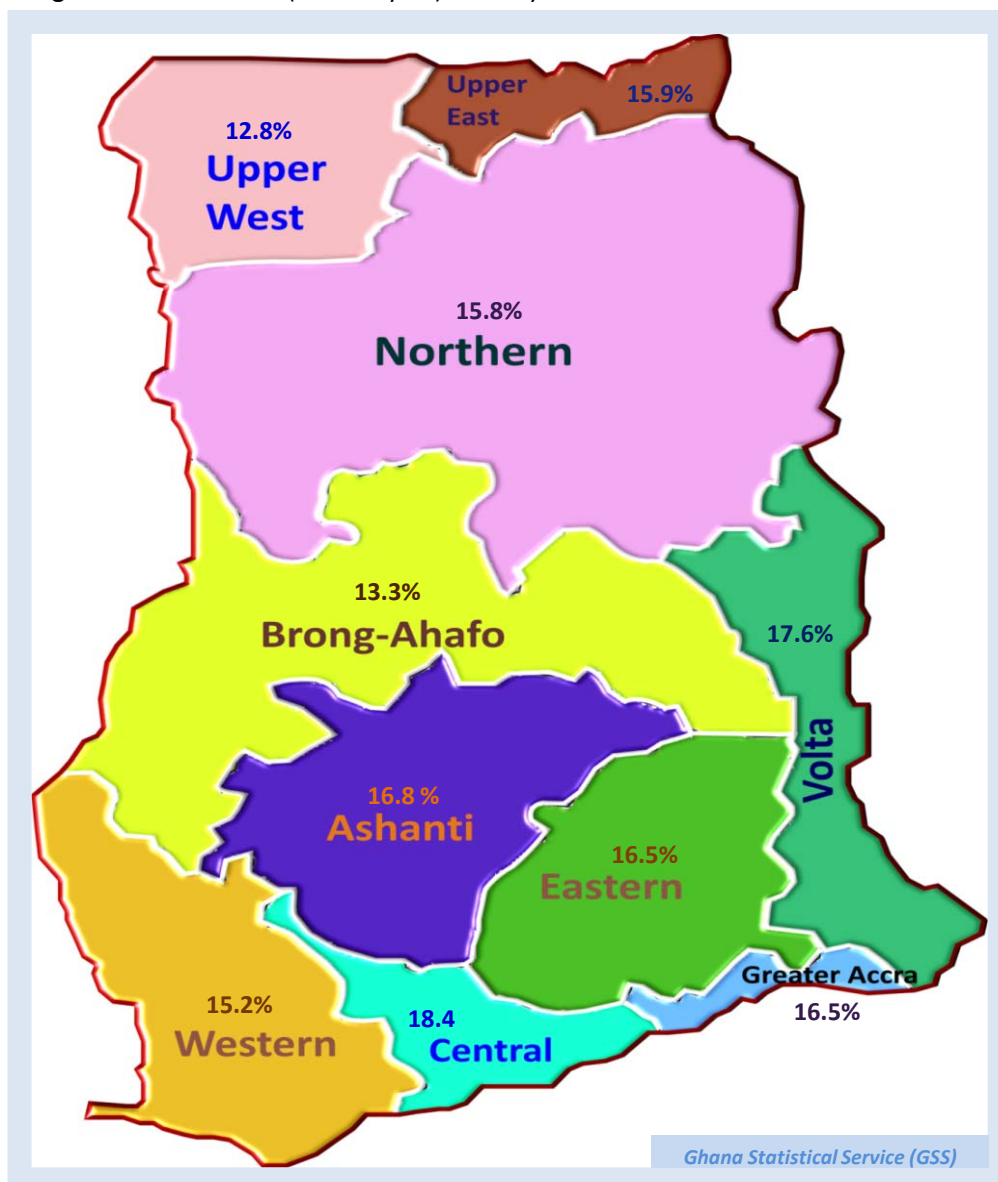 Upper
East
15.9%
12.8%
Upper
West
15.8%
Northern
13.3%
Brong-Ahafo
17.6%
Volta
16.8 %
Ashanti
16.5%
Eastern
Greater Accra
16.5%
15.2%
Western
18.4
Central
Ghana Statistical Service (GSS)